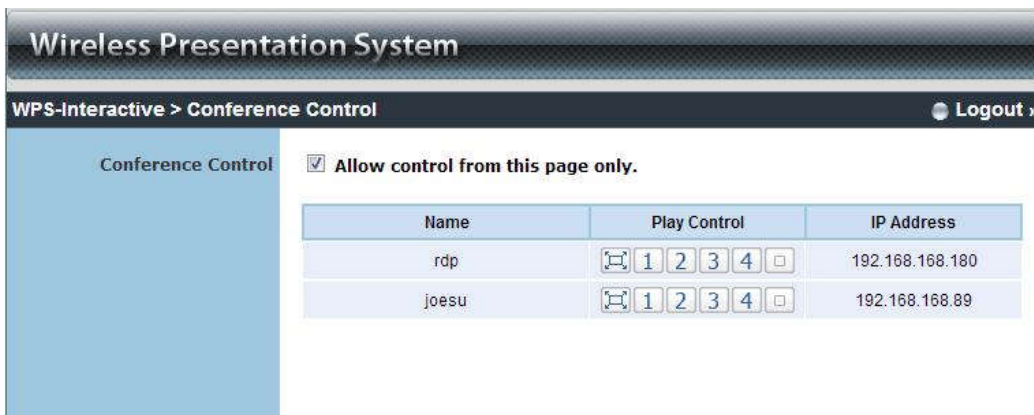 Wireless Presentation System
WPS-Interactive > Conference Control Logout ›
Conference Control Allow control from this page only.
Name Play Control IP Address
rdp 1 2 3 4 192.168.168.180
joesu 1 2 3 4 192.168.168.89